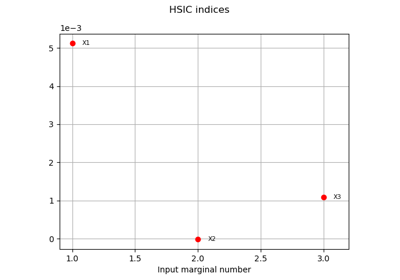 HSIC indices
1e−3
5
X1
4
3
2
1
X3
0
X2
1.0 1.5 2.0 2.5 3.0
Input marginal number